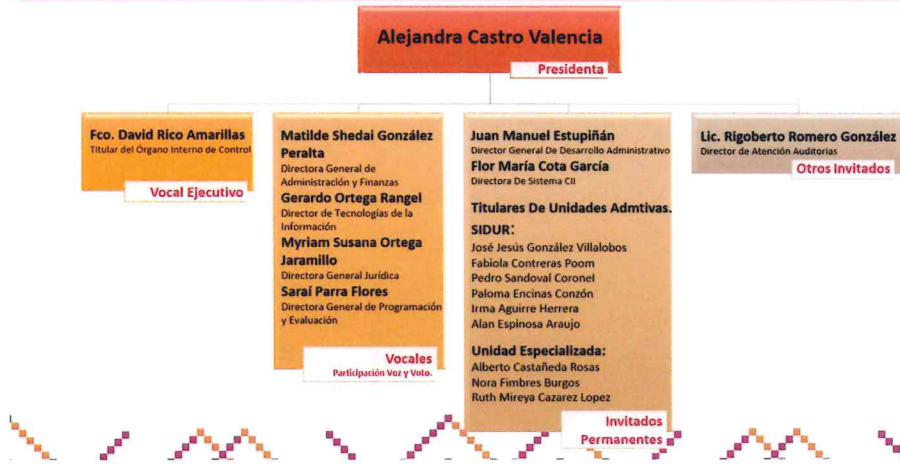 Alejandra Castro Valencia
Presidenta
Fco. David Rico Amarillas
Titular del Órgano Interno de Control
Vocal Ejecutivo
Matilde Shedai González
Peralta
Directora General de
Administración y Finanzas
Gerardo Ortega Rangel
Director de Tecnologías de la
Información
Myriam Susana Ortega
Jaramillo
Directora General Jurídica
Saraí Parra Flores
Directora General de Programación
y Evaluación
Vocales
Participación Voz y Voto.
Juan Manuel Estupiñán
Director General De Desarrollo Administrativo
Flor María Cota García
Directora De Sistema CII
Titulares De Unidades Admtivas.
SIDUR:
José Jesús González Villalobos
Fabiola Contreras Poom
Pedro Sandoval Coronel
Paloma Encinas Conzón
Irma Aguirre Herrera
Alan Espinosa Araujo
Unidad Especializada:
Alberto Castañeda Rosas
Nora Fimbres Burgos
Ruth Mireya Cazarez Lopez
Invitados
Permanentes
Lic. Rigoberto Romero González
Director de Atención Auditorias
Otros Invitados